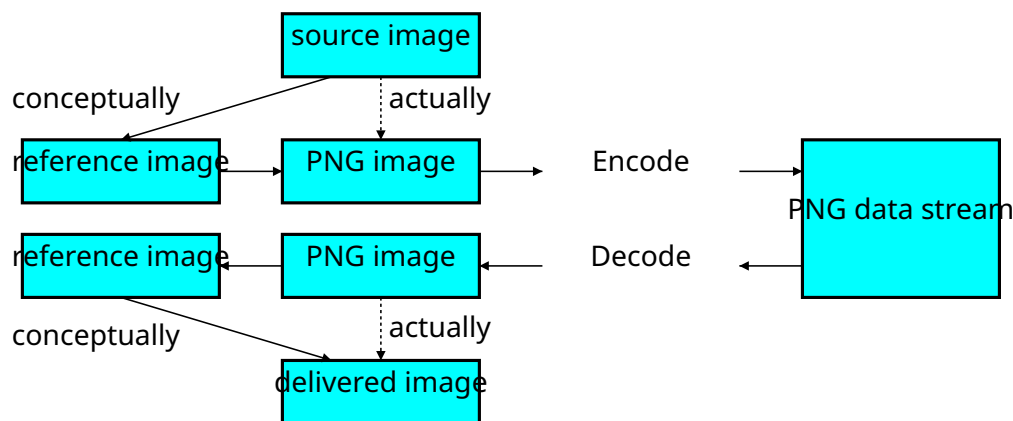 source image
conceptually
actually
reference image
PNG image
Encode
PNG data stream
reference image
PNG image
Decode
conceptually
actually
delivered image